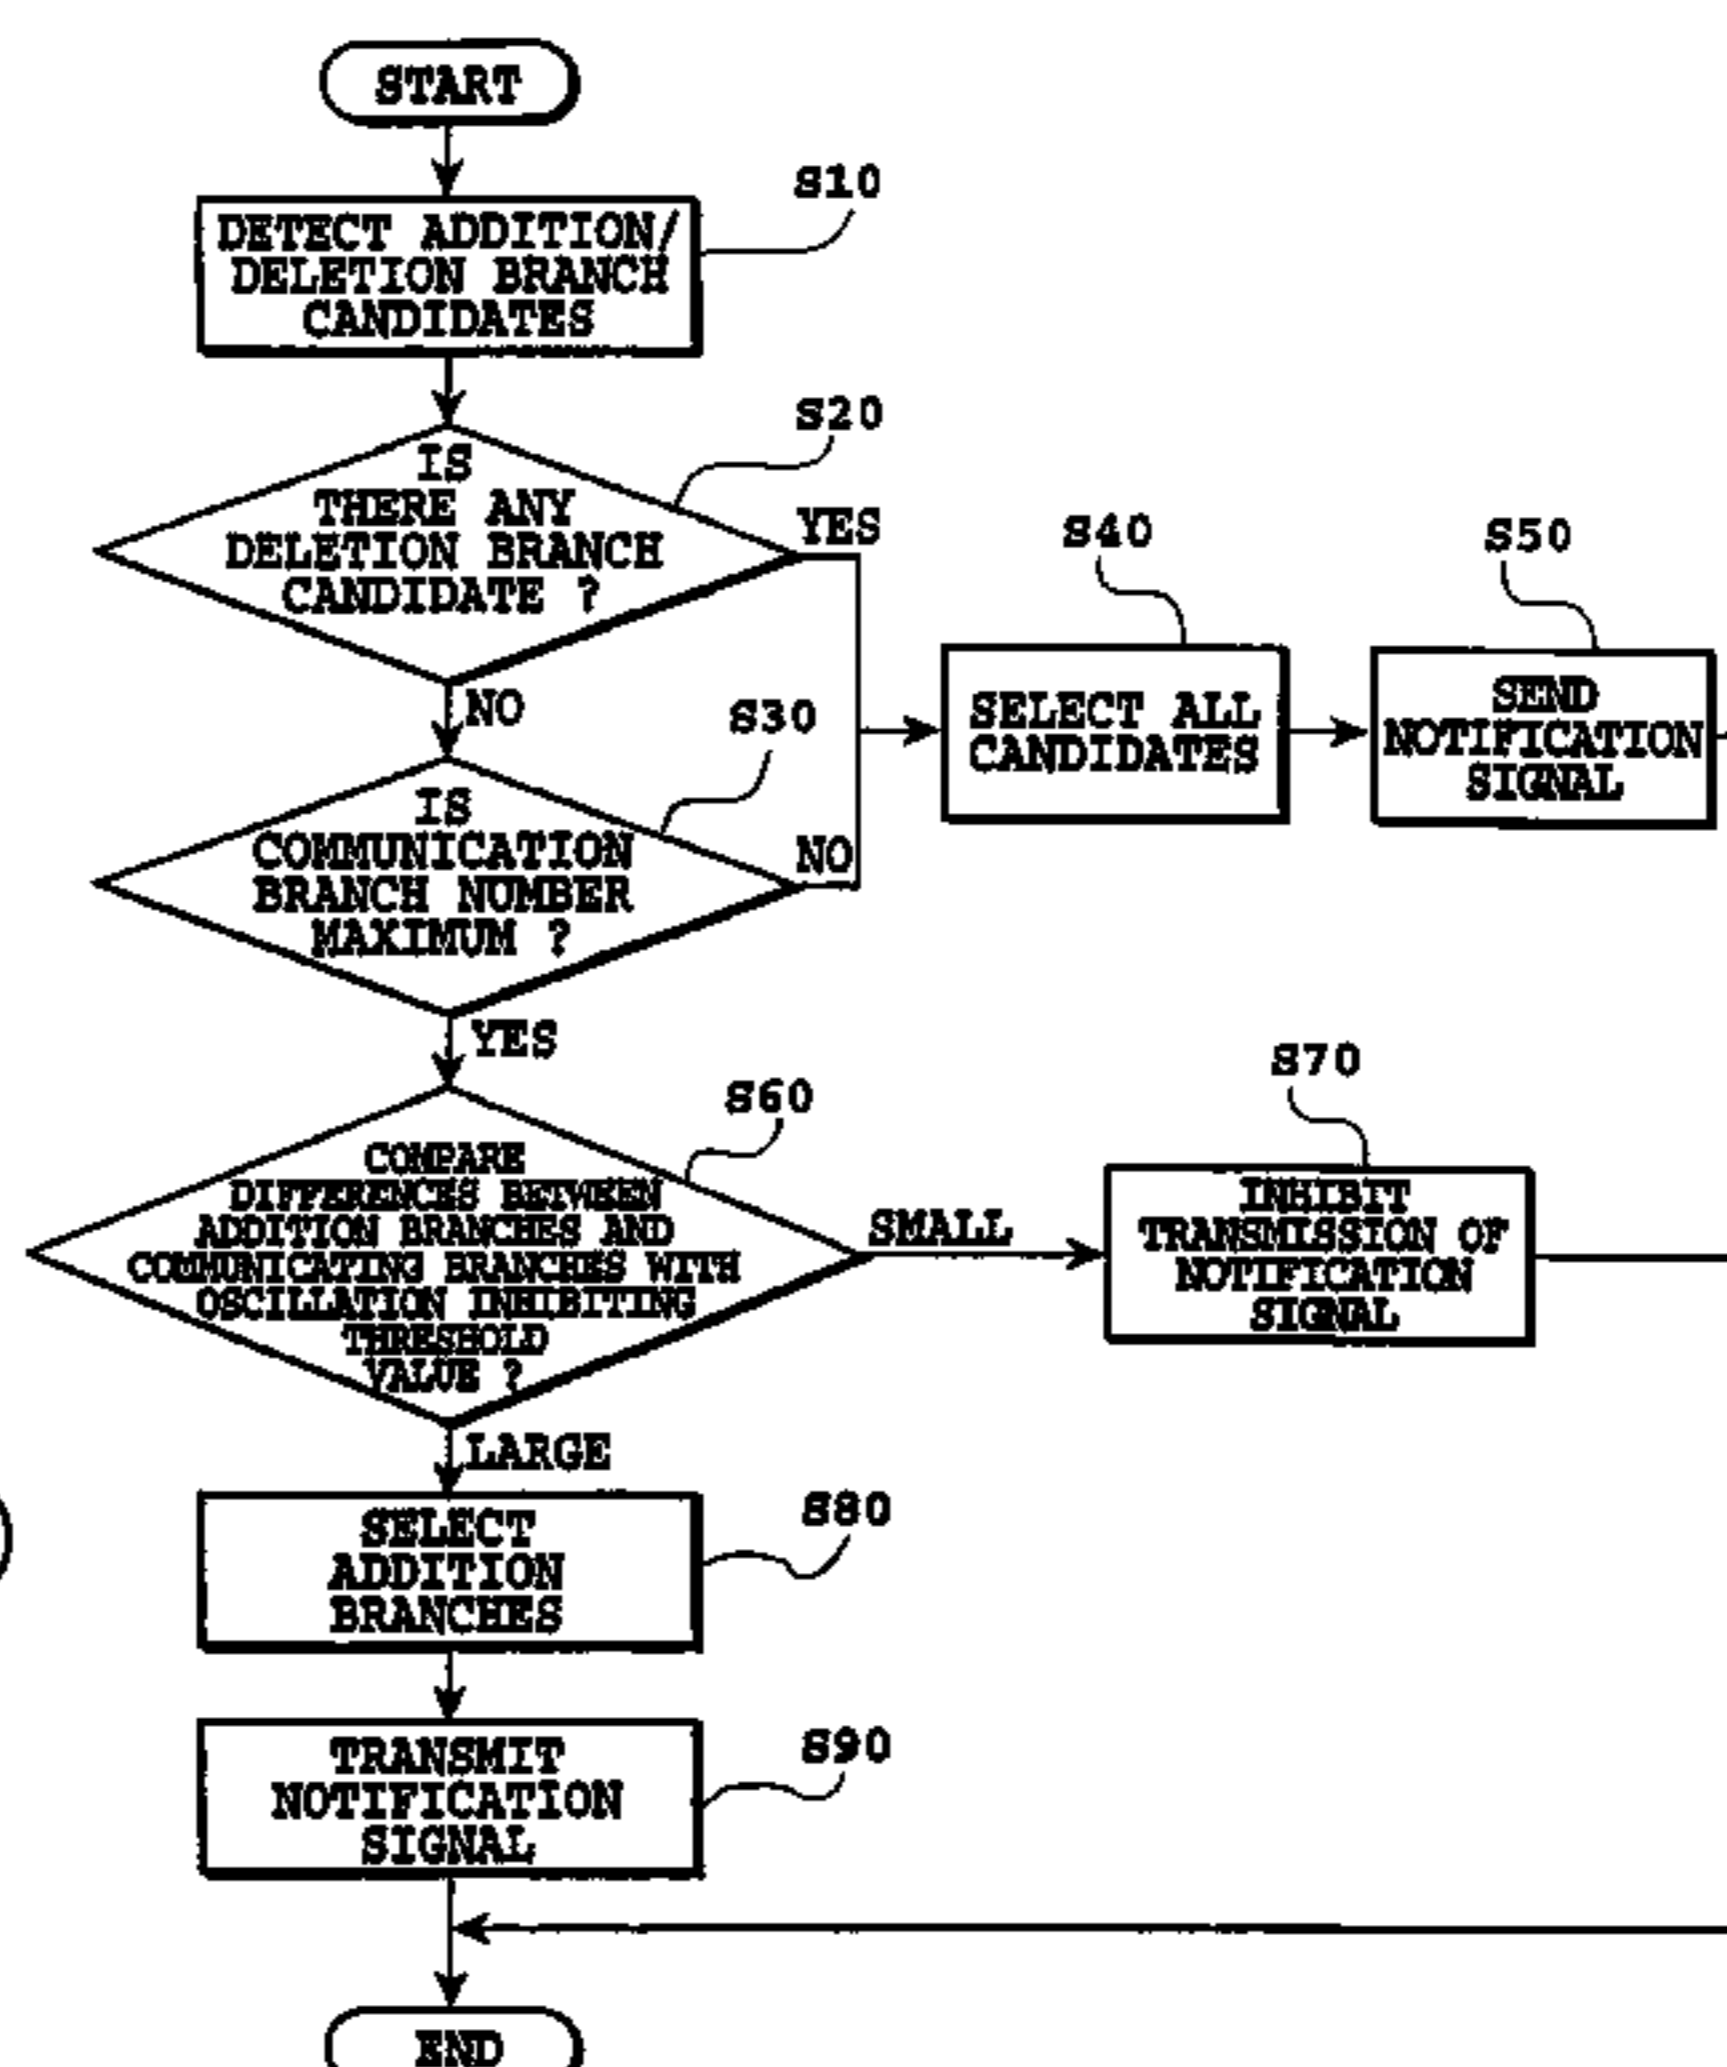 START
S10
DETECT ADDITION/
DELETION BRANCH
CANDIDATES
S20
IS
THERE ANY
DELETION BRANCH
CANDIDATE ?
YES
NO
S40
SELECT ALL
CANDIDATES
S50
SEND
NOTIFICATION
SIGNAL
S30
IS
COMMUNICATION
BRANCH NUMBER
MAXIMUM ?
NO
YES
S60
COMPARE
DIFFERENCES BETWEEN
ADDITION BRANCHES AND
COMMUNICATING BRANCHES WITH
OSCILLATION INHIBITING
THRESHOLD
VALUE ?
SMALL
S70
INHIBIT
TRANSMISSION OF
NOTIFICATION
SIGNAL
LARGE
S80
SELECT
ADDITION
BRANCHES
S90
TRANSMIT
NOTIFICATION
SIGNAL
END